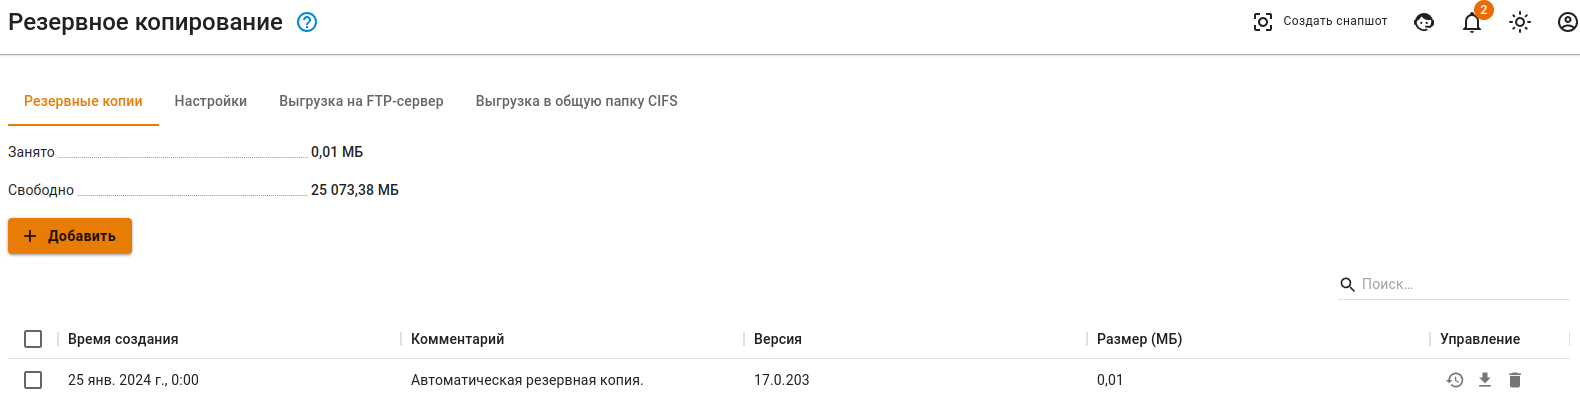 Резервное копирование
Создать снапшот
2
Резервные копии Настройки Выгрузка на FTP-сервер Выгрузка в общую папку CIFS
Занято 0,01 МБ
Свободно 25 073,38 МБ
Добавить
Поиск…
Время создания Комментарий Версия Размер (МБ) Управление
25 янв. 2024 г., 0:00 Автоматическая резервная копия. 17.0.203 0,01